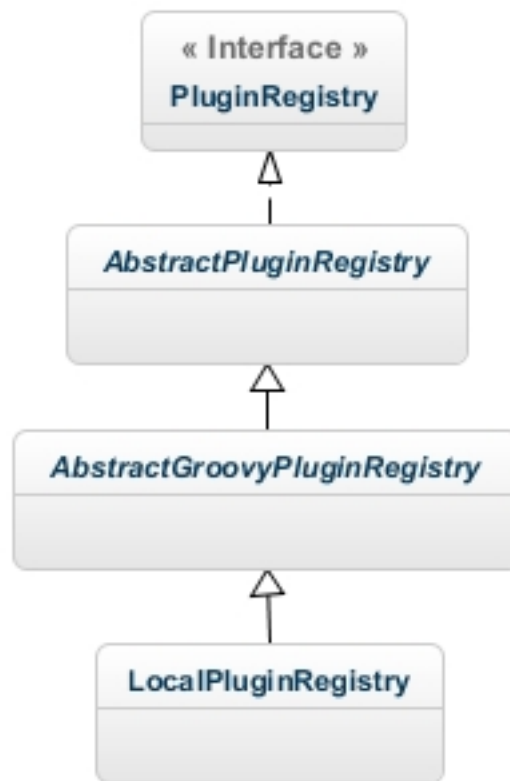 « Interface »
PluginRegistry
AbstractPluginRegistry
AbstractGroovyPluginRegistry
LocalPluginRegistry